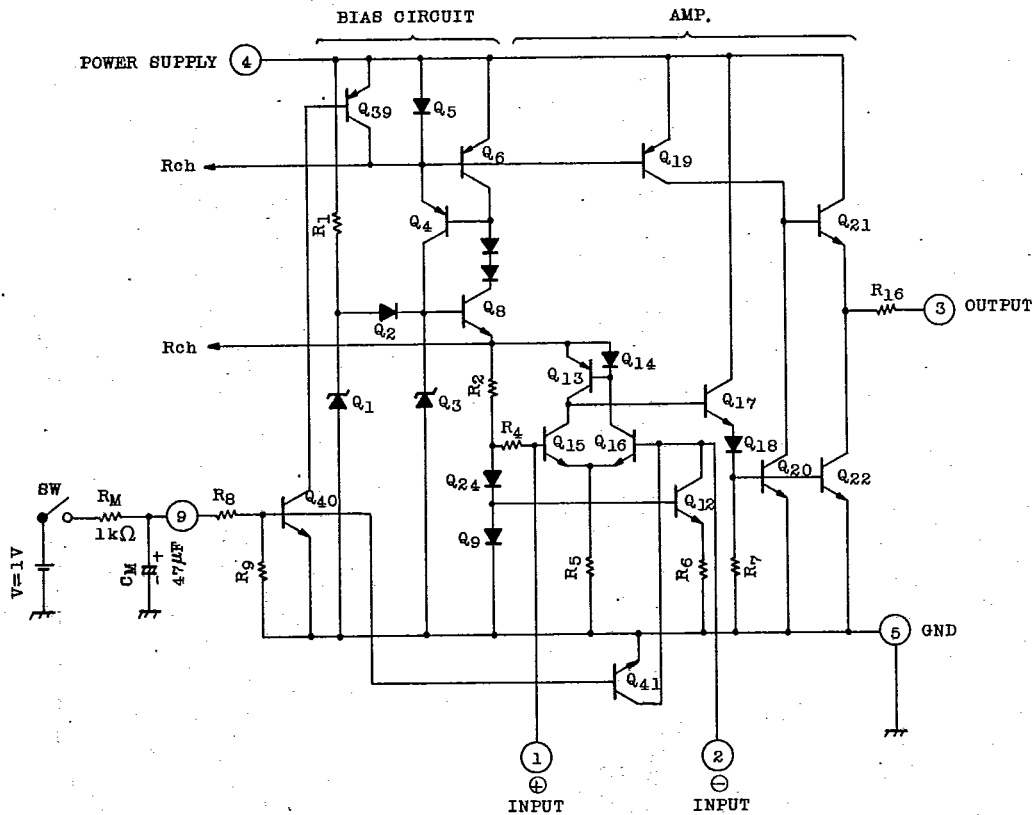 BIAS CIRCUIT
AMP.
POWER SUPPLY
4
Q39
Q5
Q6
Rch
Q19
R1
Q4
Q21
R16
3
OUTPUT
Q2
Q8
Rch
Q14
Q13
R2
Q1
Q3
Q17
R4
Q15
Q16
Q18
Q24
Q20
Q22
Q40
Q12
SW
RM
1kΩ
9
R8
Q9
V=1V
CM
+
-
47μF
R9
R5
R6
R7
5
GND
Q41
1
2
⊕
⊖
INPUT
INPUT